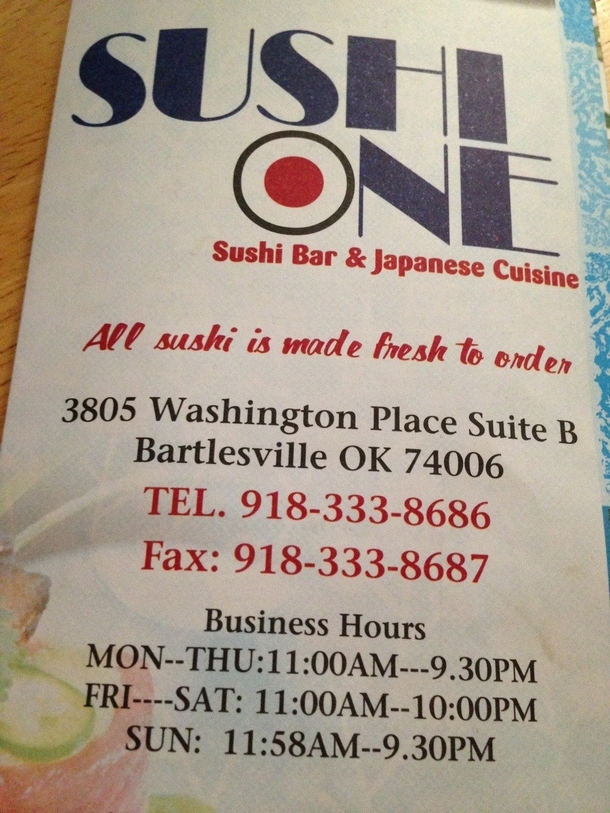 SUSHI
ONE
Sushi Bar & Japanese Cuisine
All sushi is made fresh to order
3805 Washington Place Suite B
Bartlesville OK 74006
TEL. 918-333-8686
Fax: 918-333-8687
Business Hours
MON--THU:11:00AM---9.30PM
FRI----SAT: 11:00AM--10:00PM
SUN: 11:58AM--9.30PM